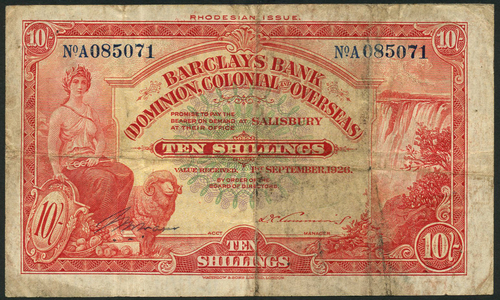 RHODESIAN ISSUE.
10/- 10/-
NoA085071 NoA085071
BARCLAYS BANK
(DOMINION, COLONIAL AND OVERSEAS)
PROMISE TO PAY THE
BEARER ON DEMAND AT SALISBURY
AT THEIR OFFICE
TEN SHILLINGS
VALUE RECEIVED. 1ST SEPTEMBER, 1926.
BY ORDER OF THE
BOARD OF DIRECTORS
ACCT
10/- TEN 10/-
SHILLINGS